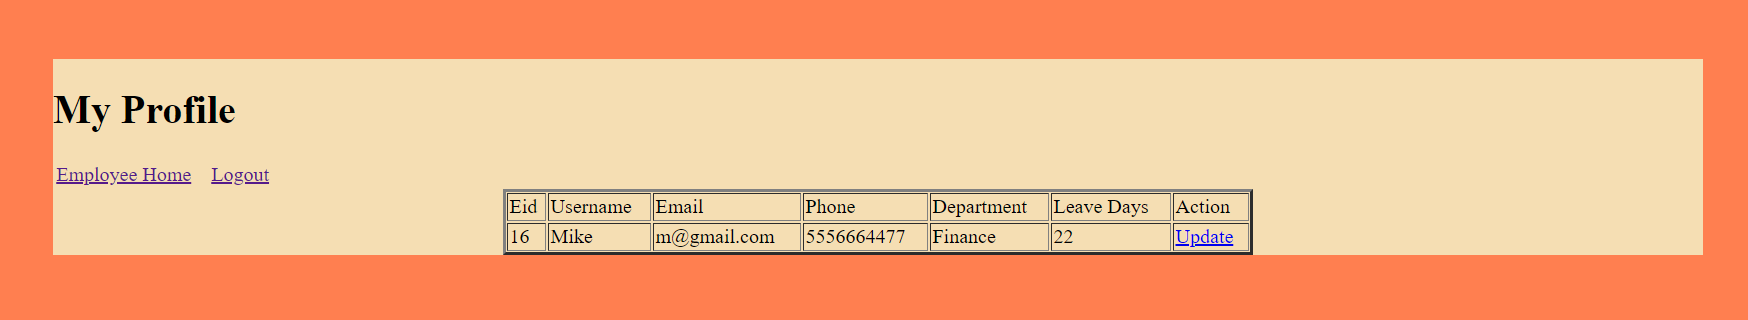 My Profile
Employee Home Logout
Eid Username Email Phone Department Leave Days Action
16 Mike m@gmail.com 5556664477 Finance 22 Update